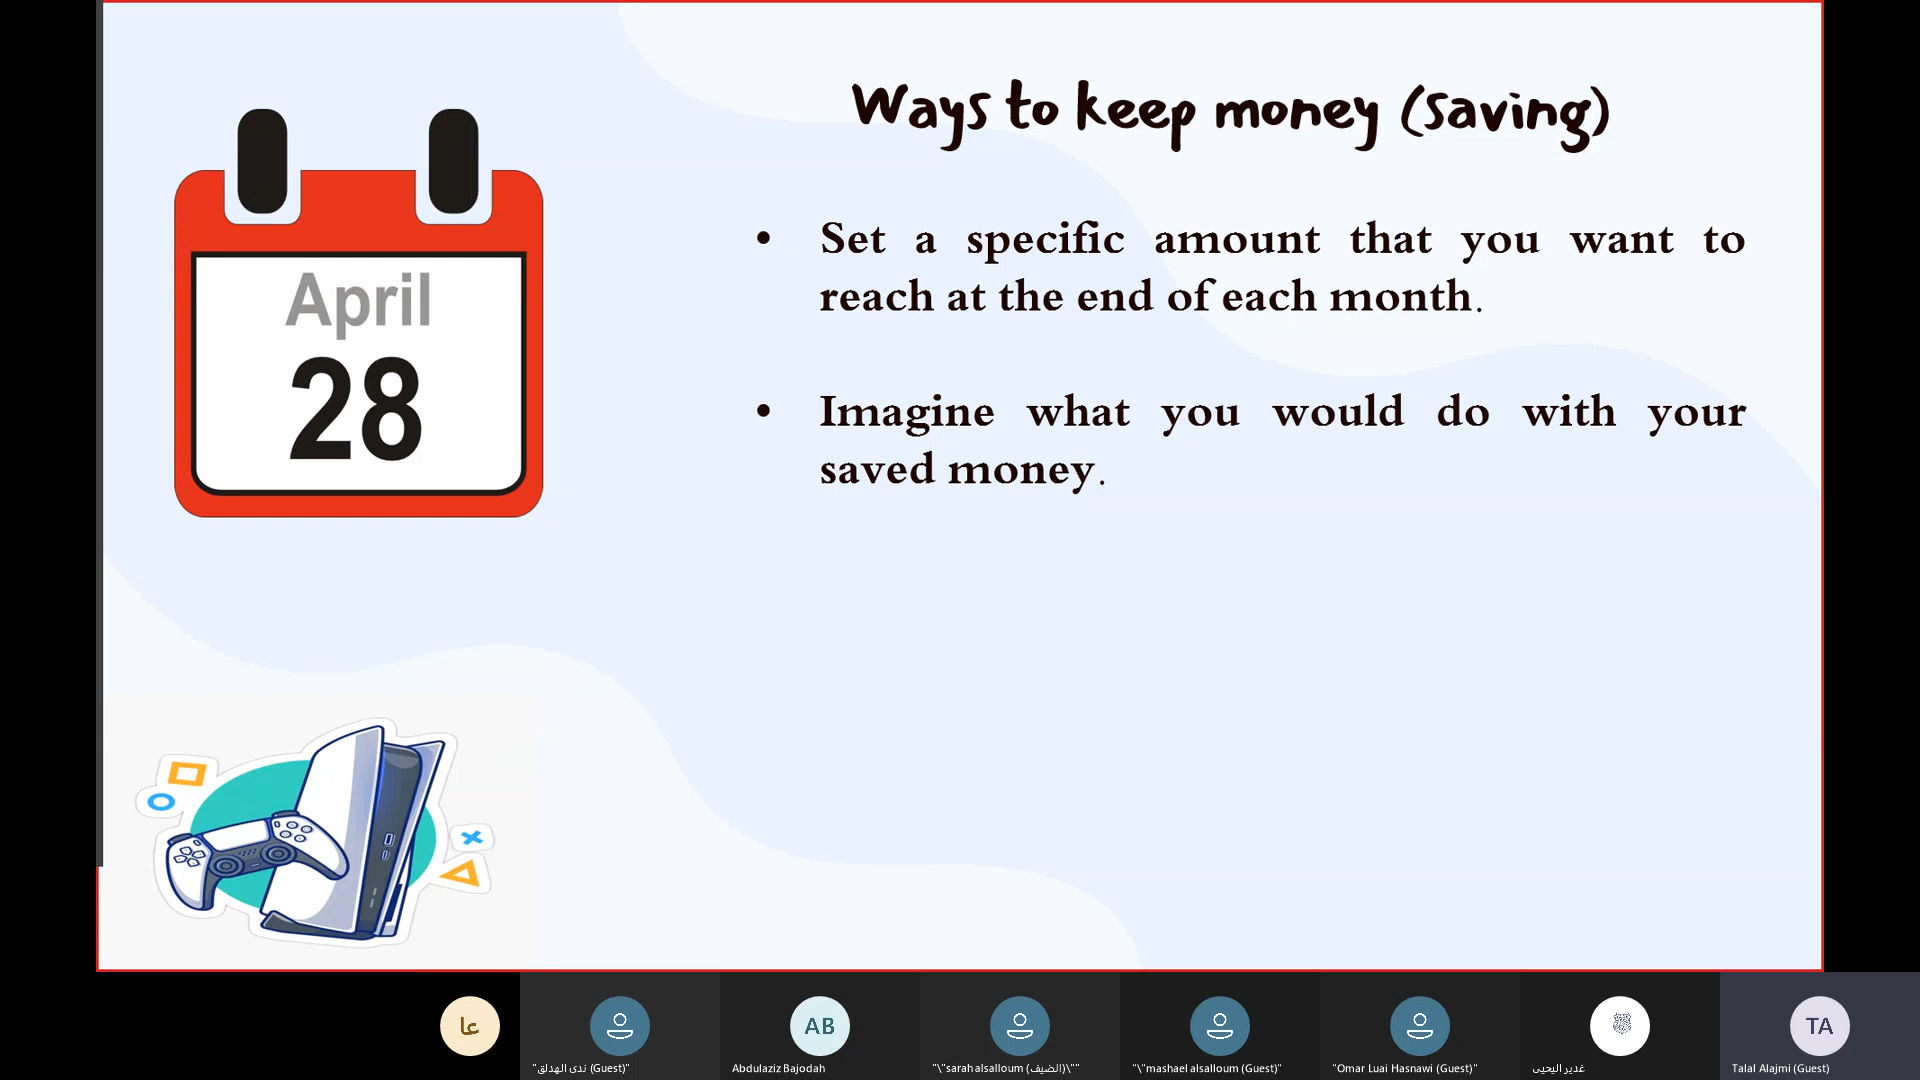 Ways to keep money (saving)
April
28
• Set a specific amount that you want to
reach at the end of each month.
• Imagine what you would do with your
saved money.
عا
"ندى الهدلق (Guest)"
AB
Abdulaziz Bajodah
"\"sarah alsalloum (الضيف)\""
"\"mashael alsalloum (Guest)"
"Omar Luai Hasnawi (Guest)"
غدير اليحيى
TA
Talal Alajmi (Guest)